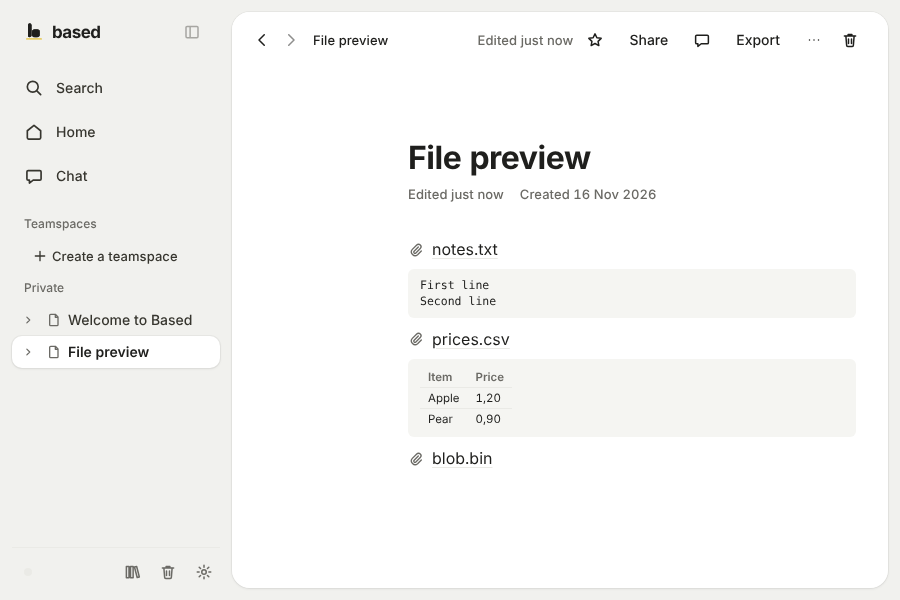 based
Search
Home
Chat
Teamspaces
Create a teamspace
Private
Welcome to Based
File preview
File preview
Edited just now
Share
Export
File preview
Edited just now Created 16 Nov 2026
notes.txt
First line
Second line
prices.csv
Item Price
Apple 1,20
Pear 0,90
blob.bin